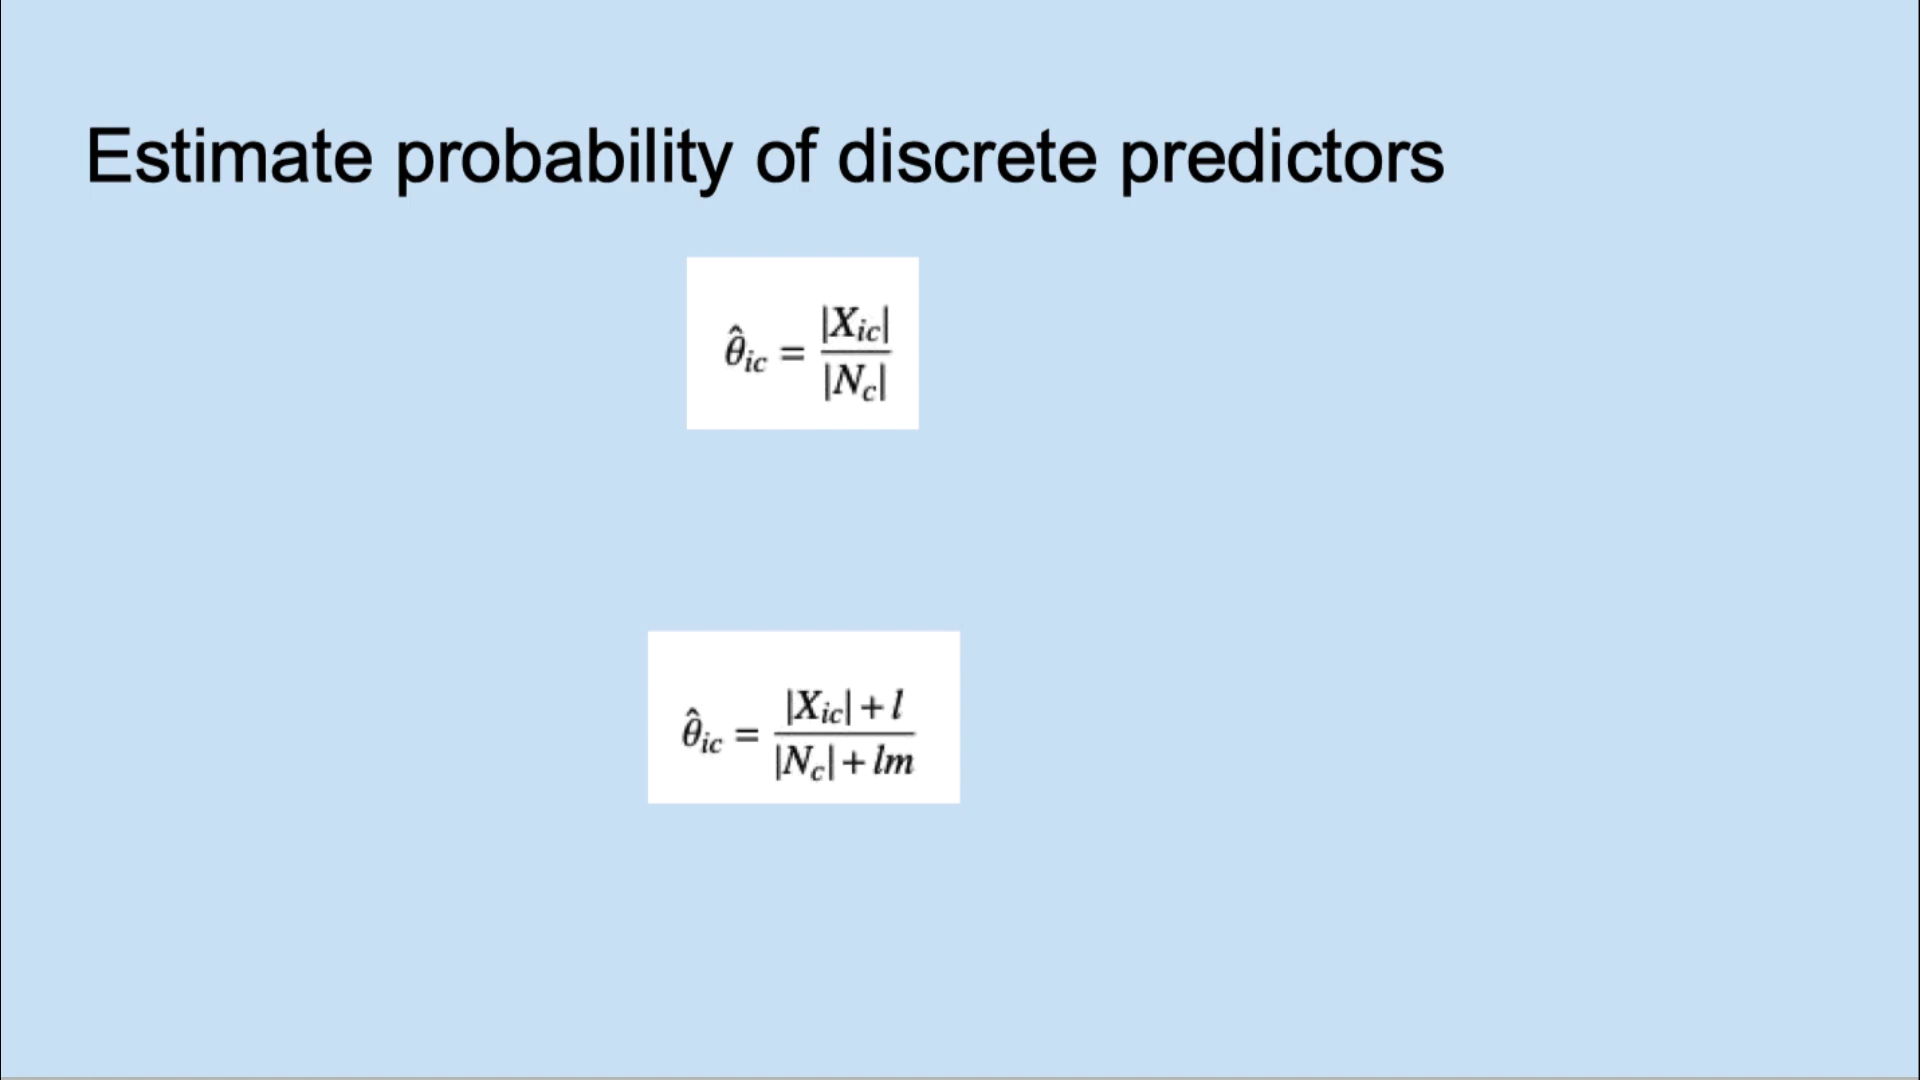 Estimate probability of discrete predictors
θ̂ic = |Xic| / |Nc|
θ̂ic = |Xic| + l / |Nc| + lm